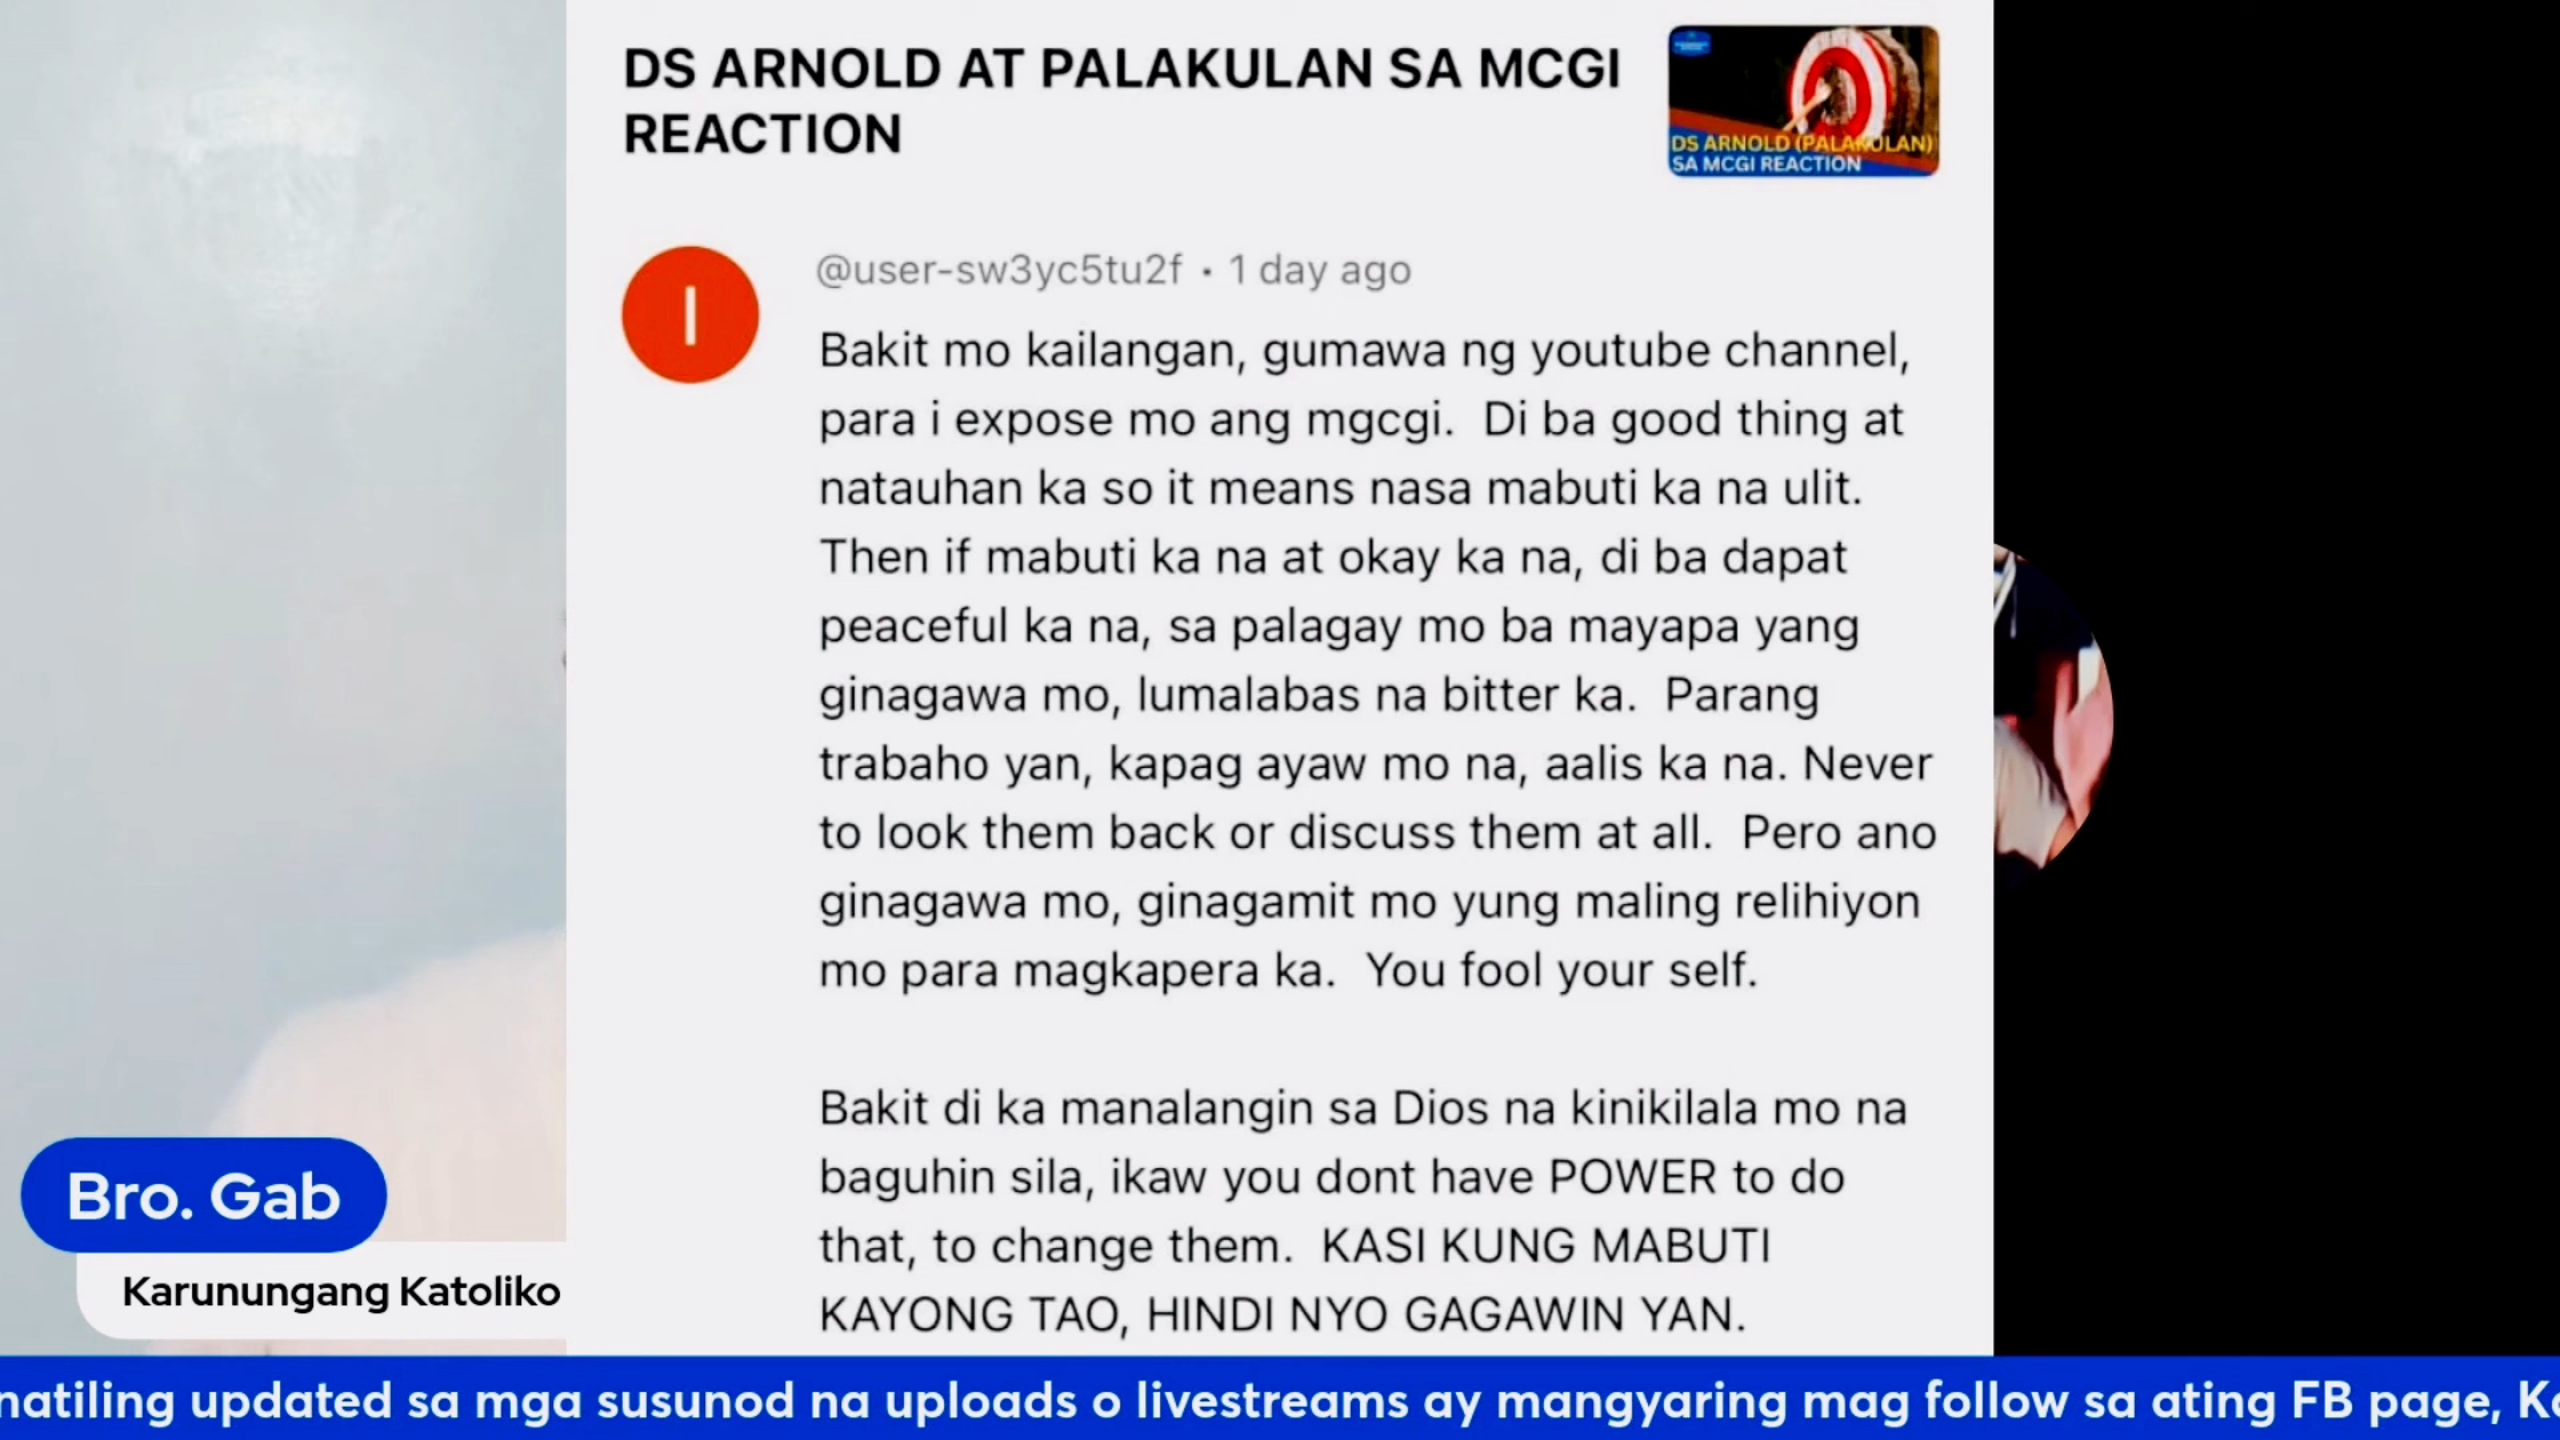 DS ARNOLD AT PALAKULAN SA MCGI
REACTION
DS ARNOLD (PALAKULAN)
SA MCGI REACTION
I
@user-sw3yc5tu2f • 1 day ago
Bakit mo kailangan, gumawa ng youtube channel,
para i expose mo ang mgcgi.  Di ba good thing at
natauhan ka so it means nasa mabuti ka na ulit.
Then if mabuti ka na at okay ka na, di ba dapat
peaceful ka na, sa palagay mo ba mayapa yang
ginagawa mo, lumalabas na bitter ka.  Parang
trabaho yan, kapag ayaw mo na, aalis ka na. Never
to look them back or discuss them at all.  Pero ano
ginagawa mo, ginagamit mo yung maling relihiyon
mo para magkapera ka.  You fool your self.
Bakit di ka manalangin sa Dios na kinikilala mo na
baguhin sila, ikaw you dont have POWER to do
that, to change them.  KASI KUNG MABUTI
KAYONG TAO, HINDI NYO GAGAWIN YAN.
Bro. Gab
Karunungang Katoliko
natiling updated sa mga susunod na uploads o livestreams ay mangyaring mag follow sa ating FB page,